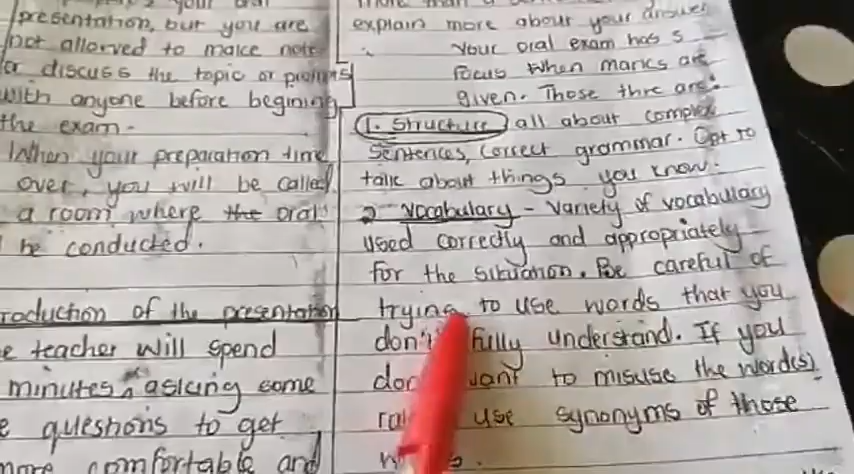 presentation, but you are
not allowed to make note
or discuss the topic or
with anyone before begining
the exam.
When your preparation time
over, you will be called
a room where the oral
be conducted.
roduction of the presentation
e teacher will spend
minutes asking some
e questions to get
more comfortable and
explain more about your answer
Your oral exam has 5
focus when marks are
given. Those thre are:
1. Structure all about complex
sentences, correct grammar. Opt to
talk about things you know.
2 Vocabulary - Variety of vocabulary
used correctly and appropriately
for the situation. Be careful of
trying to use words that you
don't fully understand. If you
don want to misuse the word(s)
use synonyms of those